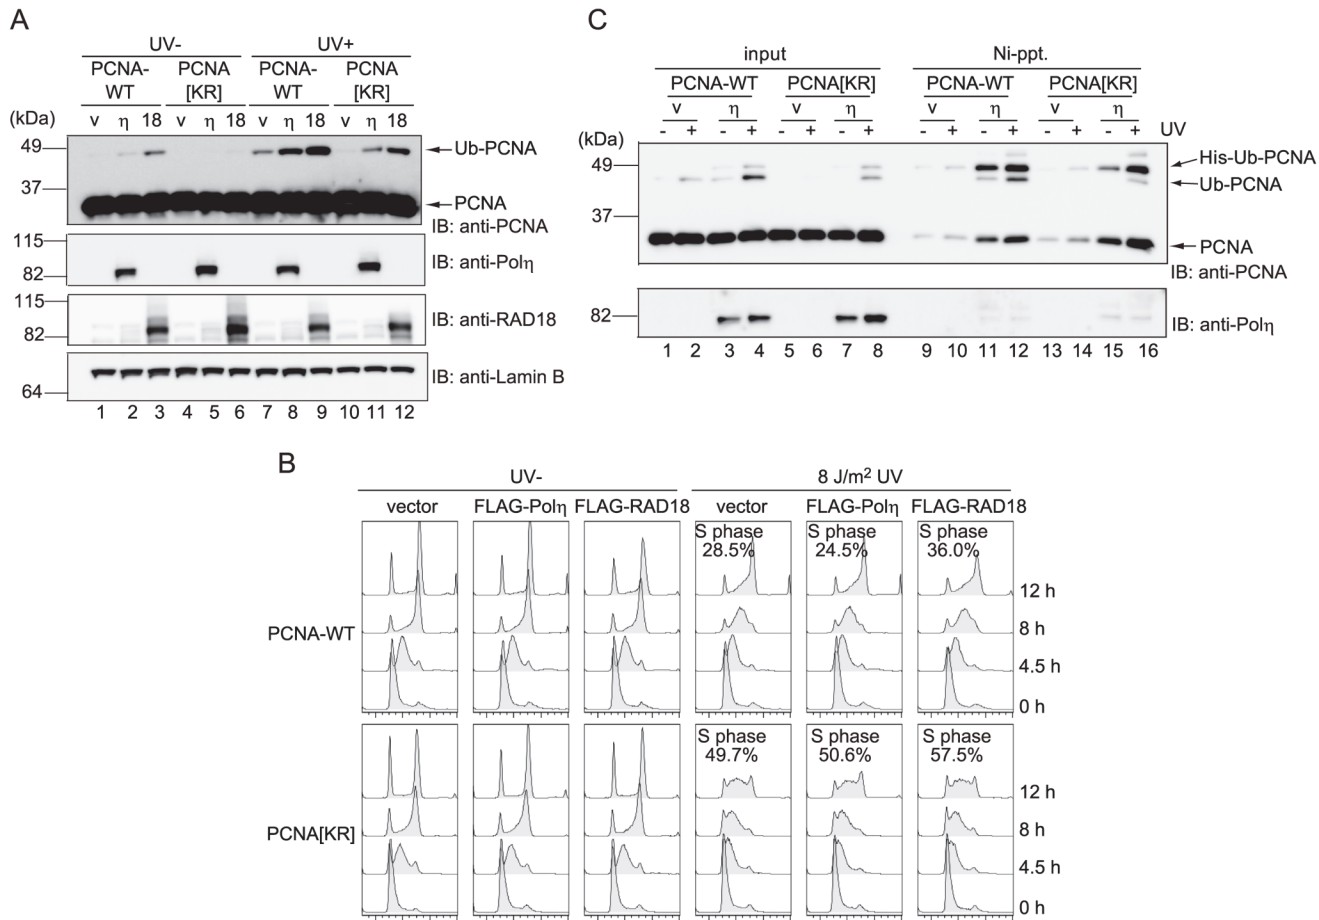 A
UV-
UV+
PCNA-
WT
PCNA
[KR]
PCNA-
WT
PCNA
[KR]
(kDa)
v η 18 v η 18 v η 18 v η 18
49
Ub-PCNA
37
PCNA
IB: anti-PCNA
115
IB: anti-Polη
82
115
IB: anti-RAD18
82
IB: anti-Lamin B
64
1 2 3 4 5 6 7 8 9 10 11 12
C
input
Ni-ppt.
PCNA-WT PCNA[KR] PCNA-WT PCNA[KR]
v η v η v η v η
- + - + - + - + - + - + - + - + UV
(kDa)
49
His-Ub-PCNA
Ub-PCNA
37
PCNA
IB: anti-PCNA
82
IB: anti-Polη
1 2 3 4 5 6 7 8 9 10 11 12 13 14 15 16
B
UV-
8 J/m2 UV
vector FLAG-Polη FLAG-RAD18 vector FLAG-Polη FLAG-RAD18
S phase S phase S phase
28.5% 24.5% 36.0%
12 h
PCNA-WT
8 h
4.5 h
0 h
S phase S phase S phase
49.7% 50.6% 57.5%
12 h
PCNA[KR]
8 h
4.5 h
0 h